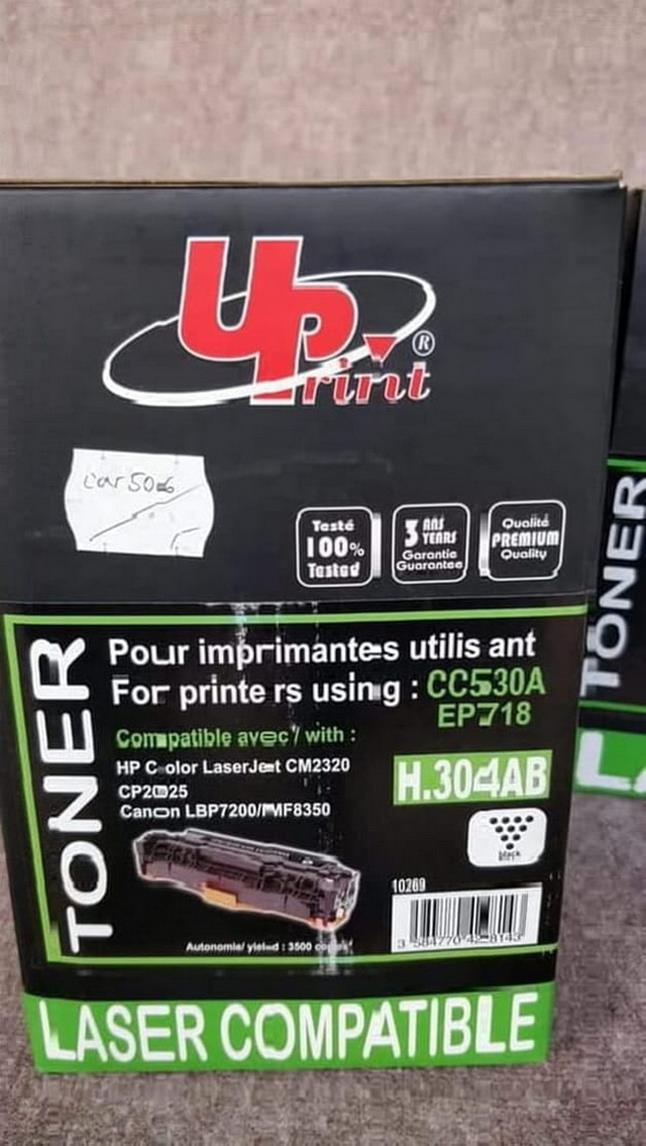 UPrint®
Testé
100%
Tested
3 ANS
YEARS
Garantie
Guarantee
Qualité
PREMIUM
Quality
TONER
Pour imprimantes utilisant
For printers using : CC530A
EP718
Compatible avec / with :
HP Color LaserJet CM2320
CP2025
Canon LBP7200/MF8350
H.304AB
black
10269
Autonomie/ yield : 3500 copies
LASER COMPATIBLE
TONER